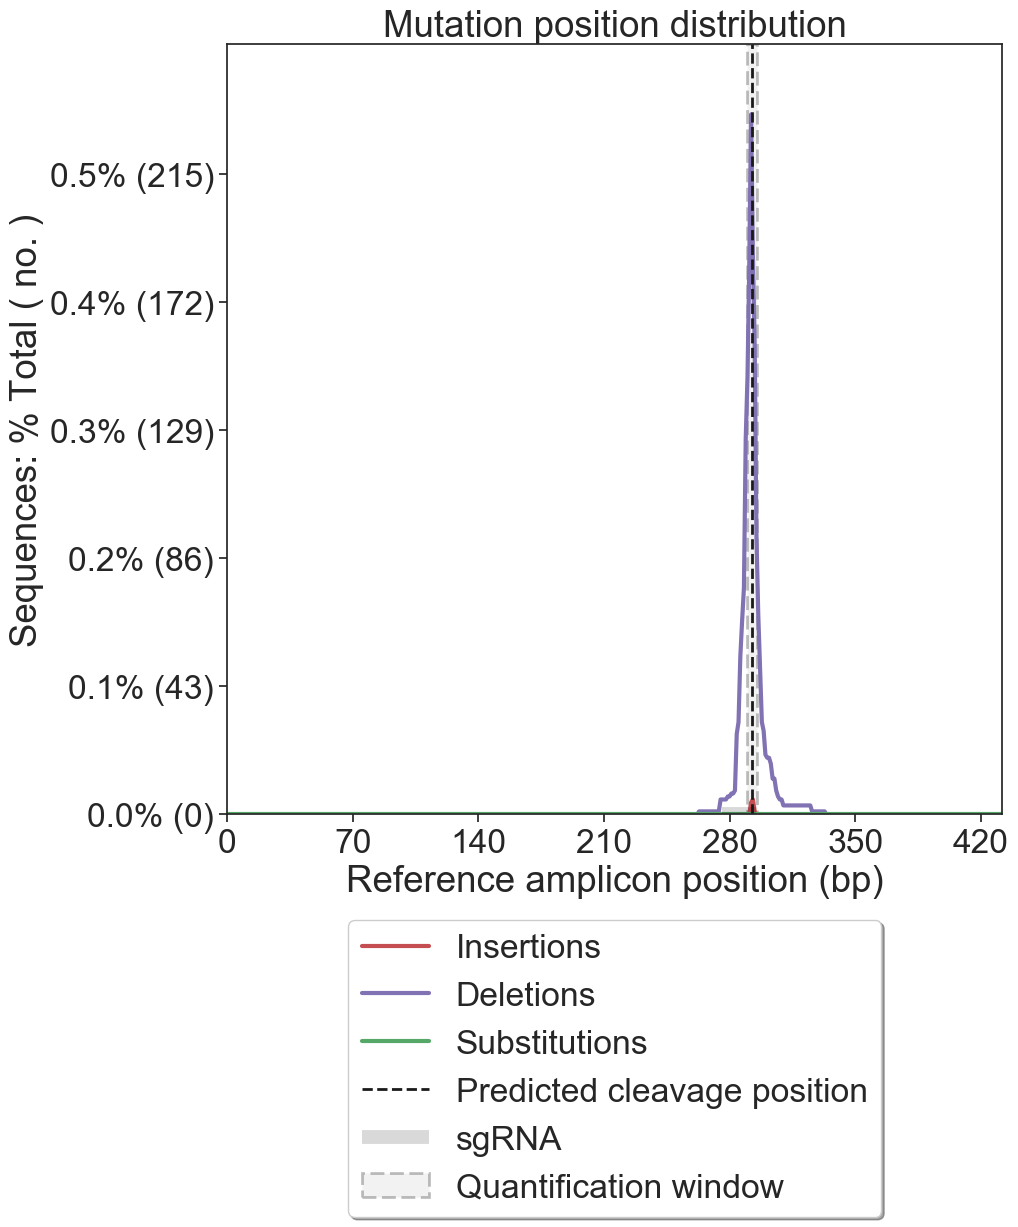 Mutation position distribution
Sequences: % Total ( no. )
0.5% (215)
0.4% (172)
0.3% (129)
0.2% (86)
0.1% (43)
0.0% (0)
0 70 140 210 280 350 420
Reference amplicon position (bp)
Insertions
Deletions
Substitutions
Predicted cleavage position
sgRNA
Quantification window